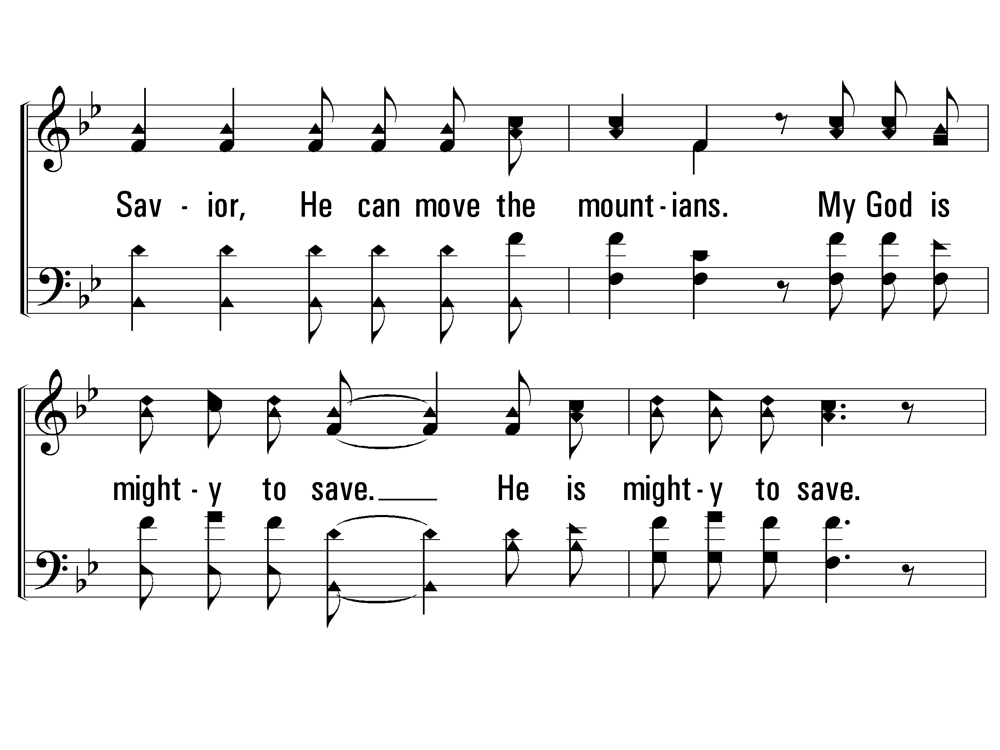 Sav - ior, He can move the mount - ians. My God is
might - y to save. He is might - y to save.